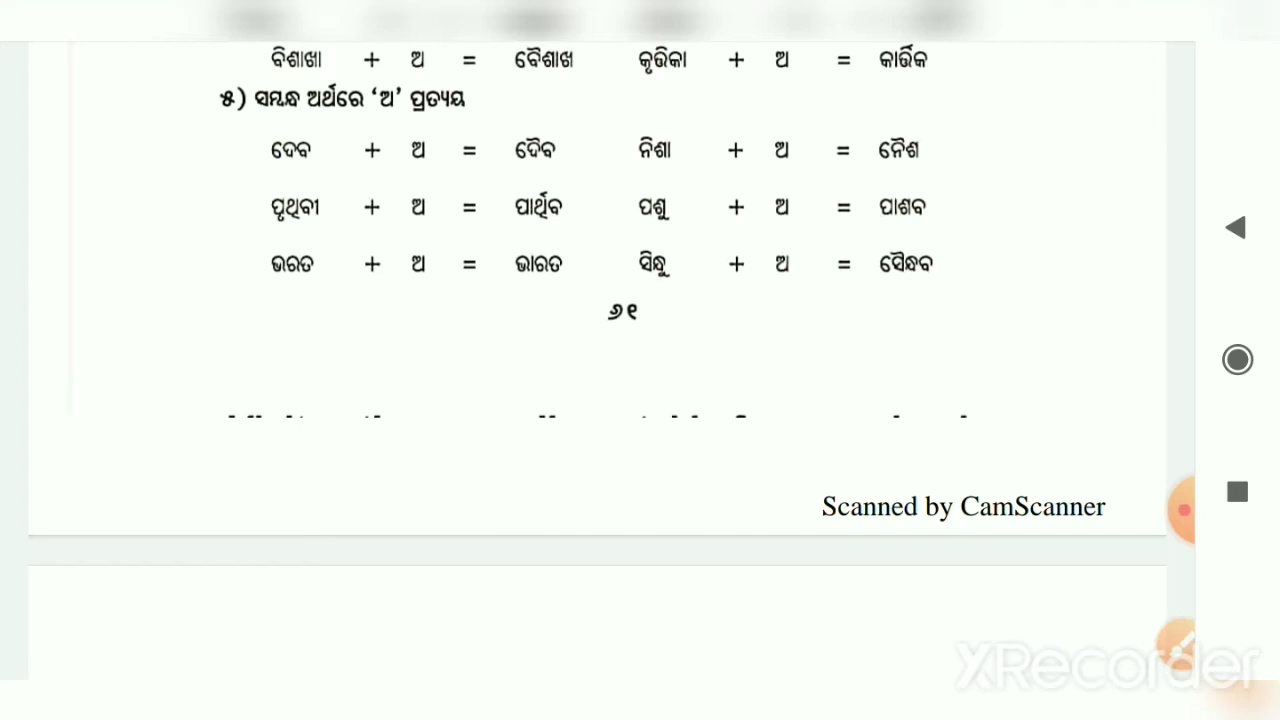 ବିଶାଖା + ଅ = ବୈଶାଖ କୃତ୍ତିକା + ଅ = କାର୍ତ୍ତିକ
୫) ସମ୍ବନ୍ଧ ଅର୍ଥରେ ‘ଅ’ ପ୍ରତ୍ୟୟ
ଦେବ + ଅ = ଦୈବ ନିଶା + ଅ = ନୈଶ
ପୃଥିବୀ + ଅ = ପାର୍ଥିବ ପଶୁ + ଅ = ପାଶବ
ଭରତ + ଅ = ଭାରତ ସିନ୍ଧୁ + ଅ = ସୈନ୍ଧବ
୬୧
Scanned by CamScanner
XRecorder